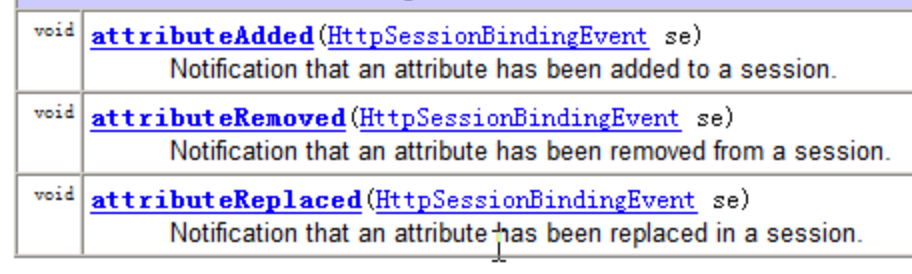 void attributeAdded(HttpSessionBindingEvent se)
Notification that an attribute has been added to a session.
void attributeRemoved(HttpSessionBindingEvent se)
Notification that an attribute has been removed from a session.
void attributeReplaced(HttpSessionBindingEvent se)
Notification that an attribute has been replaced in a session.